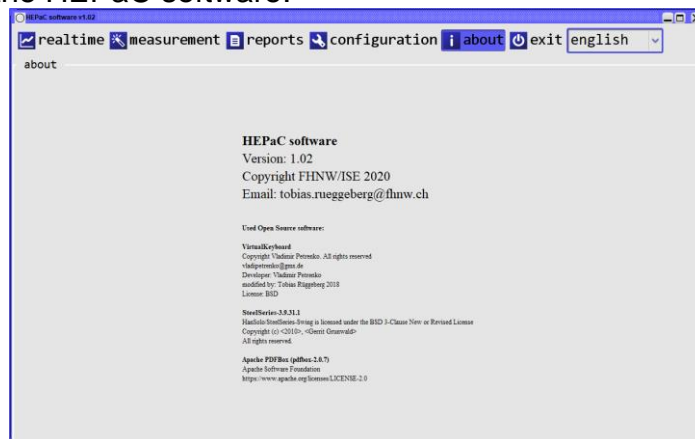 the HEPaC software.
HEPaC software v1.02
realtime measurement reports configuration about exit english
about
HEPaC software
Version: 1.02
Copyright FHNW/ISE 2020
Email: tobias.rueggeberg@fhnw.ch
Used Open Source software:
VirtualKeyboard
Copyright Vladimir Petrenko. All rights reserved
vladipetrenko@gmx.de
Developer: Vladimir Petrenko
modified by: Tobias Rüggeberg 2018
License: BSD
SteelSeries-3.9.31.1
HanSolo/SteelSeries-Swing is licensed under the BSD 3-Clause New or Revised License
Copyright (c) <2010>, <Gerrit Grunwald>
All rights reserved.
Apache PDFBox (pdfbox-2.0.7)
Apache Software Foundation
https://www.apache.org/licenses/LICENSE-2.0